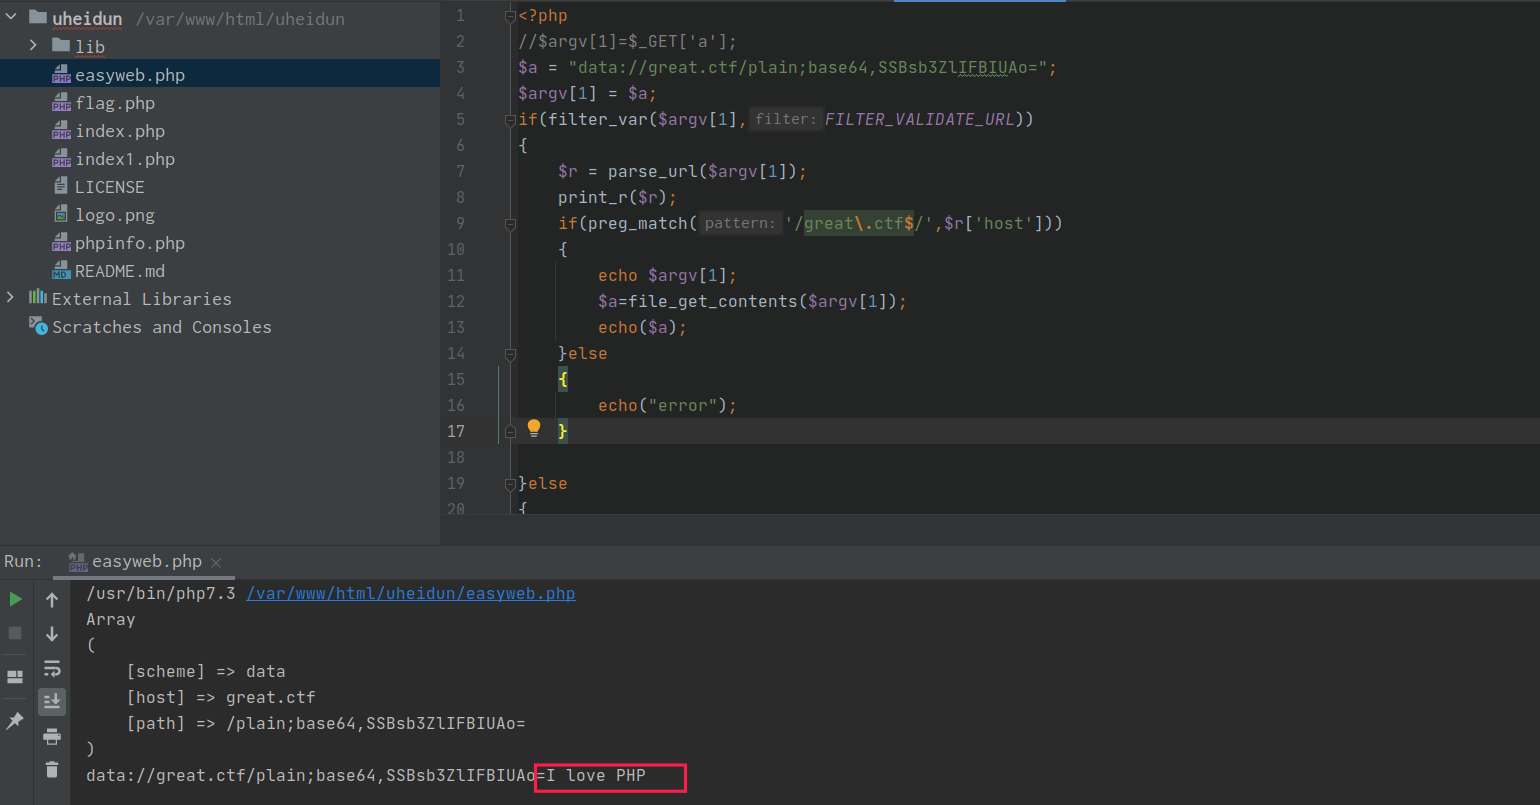 uheidun /var/www/html/uheidun
lib
easyweb.php
flag.php
index.php
index1.php
LICENSE
logo.png
phpinfo.php
README.md
External Libraries
Scratches and Consoles
1 <?php
2 //$argv[1]=$_GET['a'];
3 $a = "data://great.ctf/plain;base64,SSBsb3ZlIFBIUAo=";
4 $argv[1] = $a;
5 if(filter_var($argv[1], filter: FILTER_VALIDATE_URL))
6 {
7 $r = parse_url($argv[1]);
8 print_r($r);
9 if(preg_match( pattern: '/great\.ctf$/',$r['host']))
10 {
11 echo $argv[1];
12 $a=file_get_contents($argv[1]);
13 echo($a);
14 }else
15 {
16 echo("error");
17 }
18
19 }else
20 {
Run: easyweb.php
/usr/bin/php7.3 /var/www/html/uheidun/easyweb.php
Array
(
[scheme] => data
[host] => great.ctf
[path] => /plain;base64,SSBsb3ZlIFBIUAo=
)
data://great.ctf/plain;base64,SSBsb3ZlIFBIUAo=I love PHP